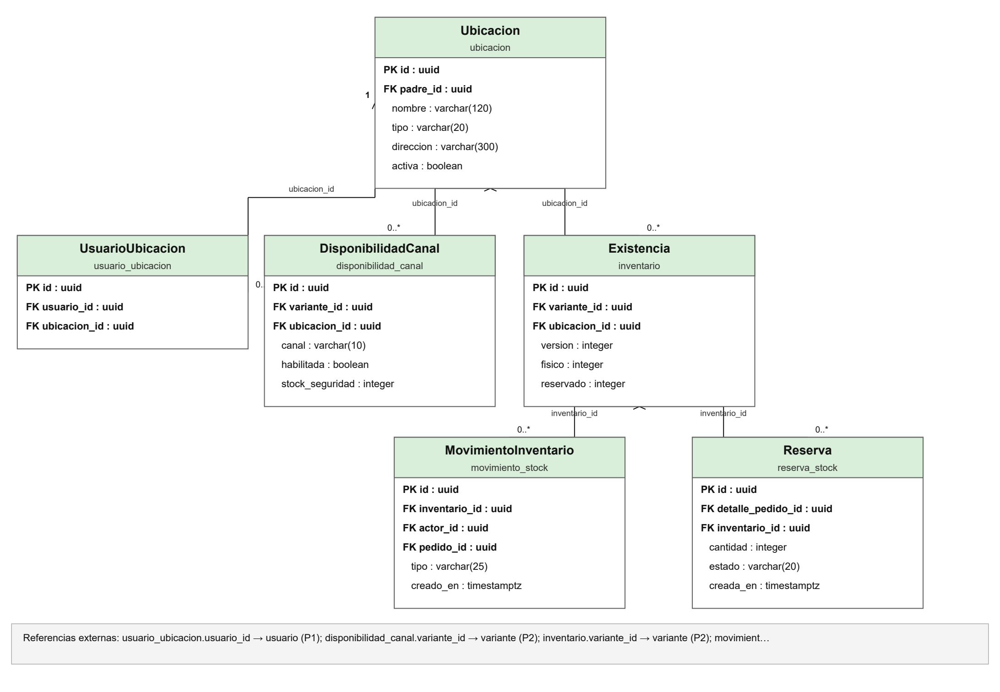 Ubicacion
ubicacion
PK id : uuid
FK padre_id : uuid
1
nombre : varchar(120)
tipo : varchar(20)
direccion : varchar(300)
activa : boolean
ubicacion_id
ubicacion_id
ubicacion_id
0..*
0..*
UsuarioUbicacion
usuario_ubicacion
PK id : uuid
FK usuario_id : uuid
FK ubicacion_id : uuid
0..
DisponibilidadCanal
disponibilidad_canal
PK id : uuid
FK variante_id : uuid
FK ubicacion_id : uuid
canal : varchar(10)
habilitada : boolean
stock_seguridad : integer
Existencia
inventario
PK id : uuid
FK variante_id : uuid
FK ubicacion_id : uuid
version : integer
fisico : integer
reservado : integer
inventario_id
inventario_id
0..*
0..*
MovimientoInventario
movimiento_stock
PK id : uuid
FK inventario_id : uuid
FK actor_id : uuid
FK pedido_id : uuid
tipo : varchar(25)
creado_en : timestamptz
Reserva
reserva_stock
PK id : uuid
FK detalle_pedido_id : uuid
FK inventario_id : uuid
cantidad : integer
estado : varchar(20)
creada_en : timestamptz
Referencias externas: usuario_ubicacion.usuario_id → usuario (P1); disponibilidad_canal.variante_id → variante (P2); inventario.variante_id → variante (P2); movimient…